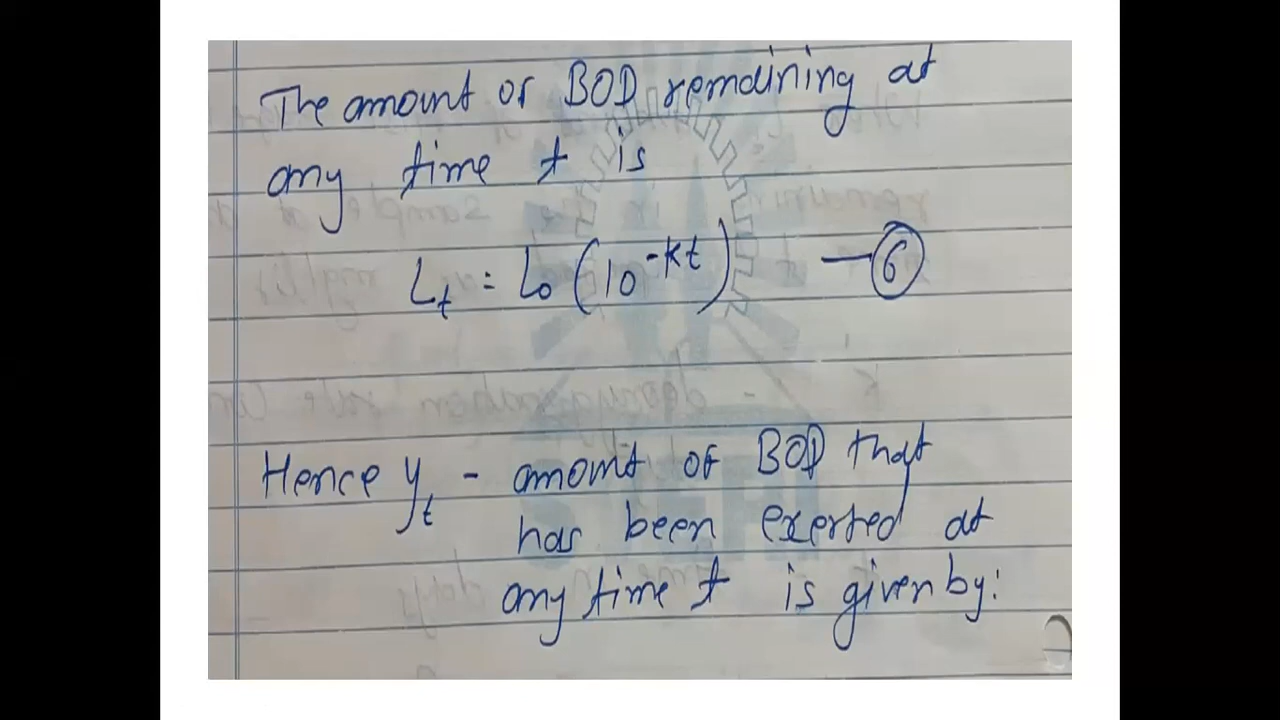 The amount of BOD remaining at
any time t is
Lt = Lo (10^-Kt) — ⑥
Hence yt - amount of BOD that
has been exerted at
any time t is given by: